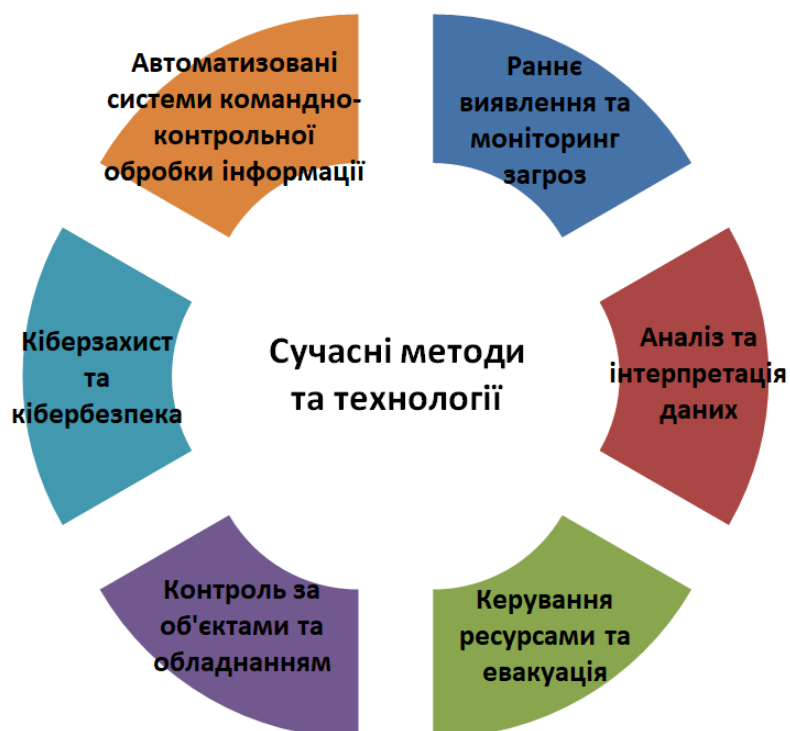 Автоматизовані
системи командно-
контрольної
обробки інформації
Раннє
виявлення та
моніторинг
загроз
Кіберзахист
та
кібербезпека
Сучасні методи
та технології
Аналіз та
інтерпретація
даних
Контроль за
об'єктами та
обладнанням
Керування
ресурсами та
евакуація